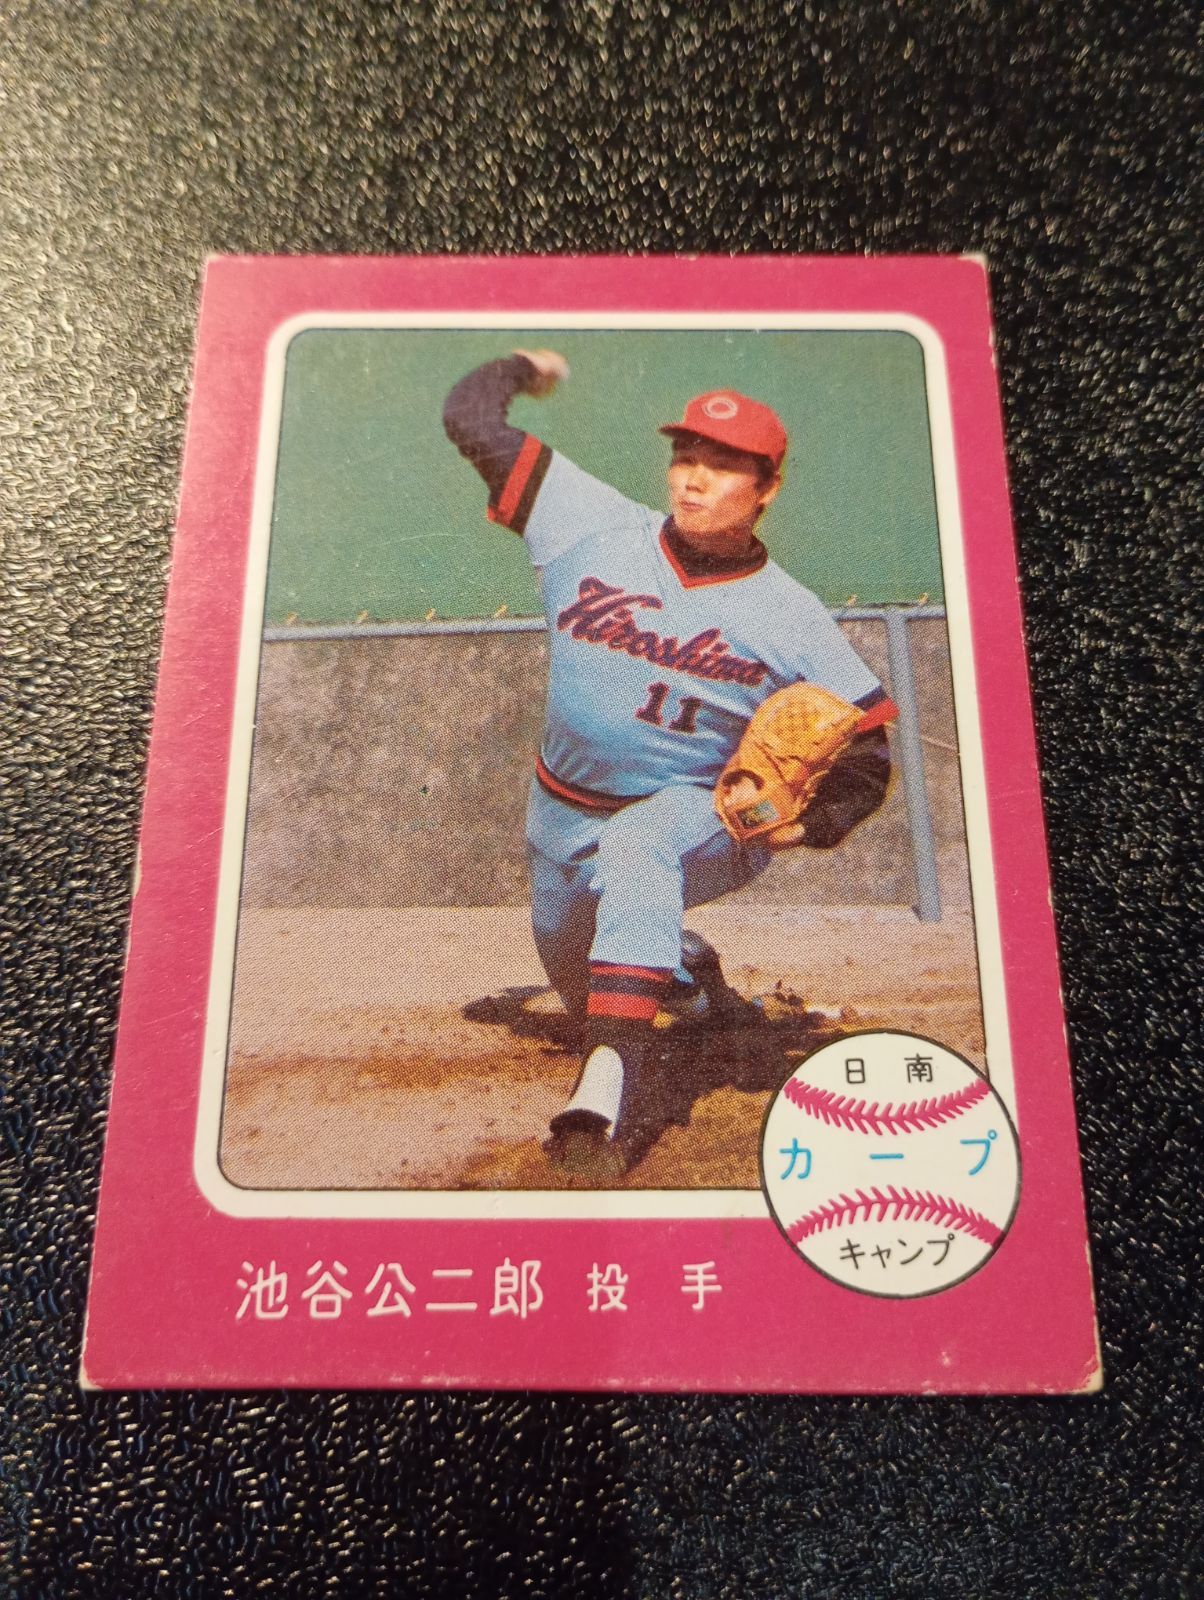 Hiroshima
11
日南
カープ
キャンプ
池谷公二郎 投手